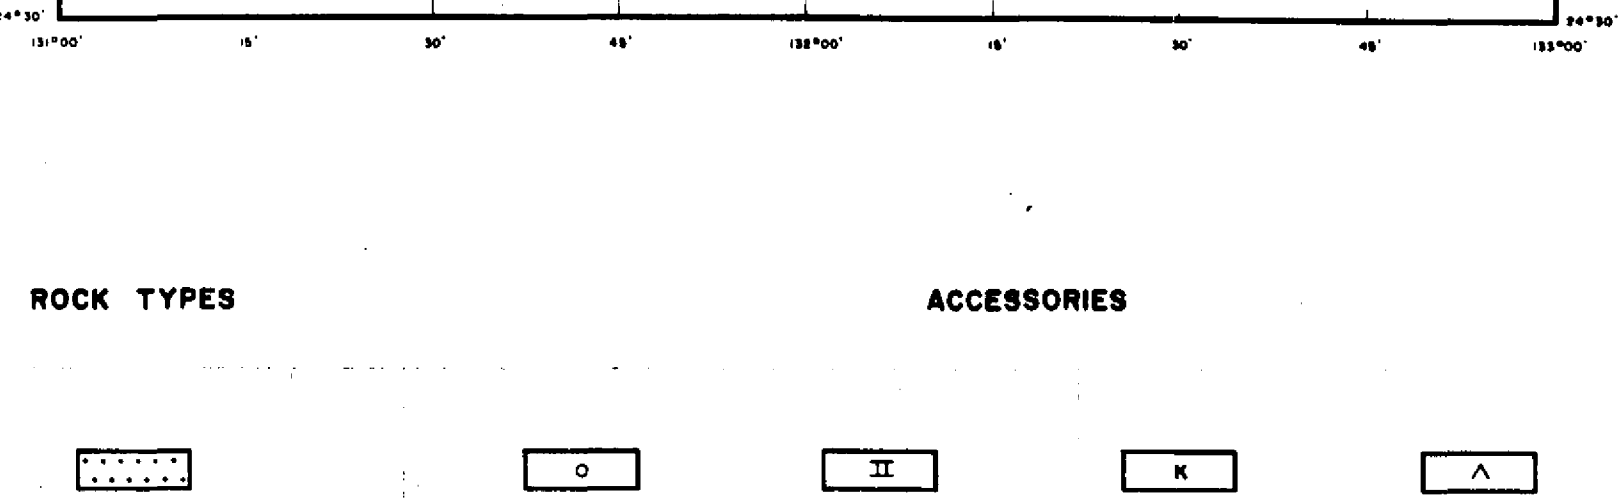 24°30' 24°30'
131°00' 15' 30' 45' 132°00' 15' 30' 45' 133°00'
ROCK TYPES ACCESSORIES
O II K Λ